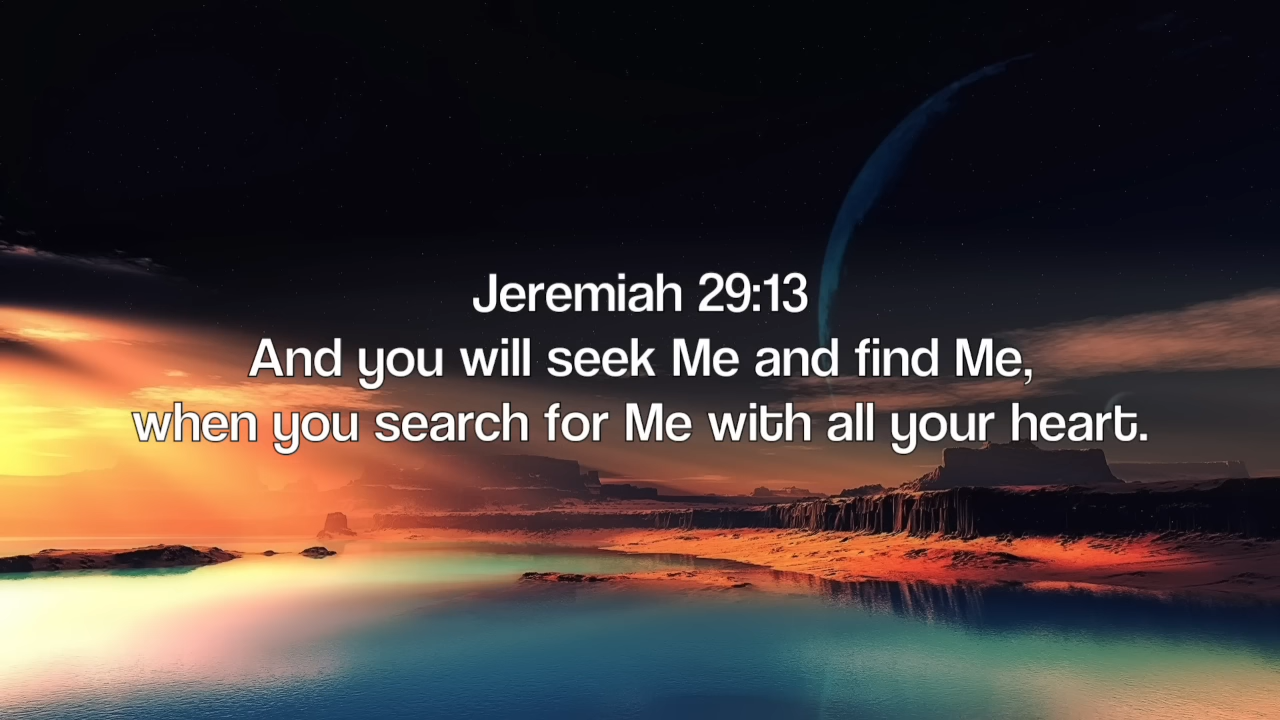 Jeremiah 29:13
And you will seek Me and find Me,
when you search for Me with all your heart.